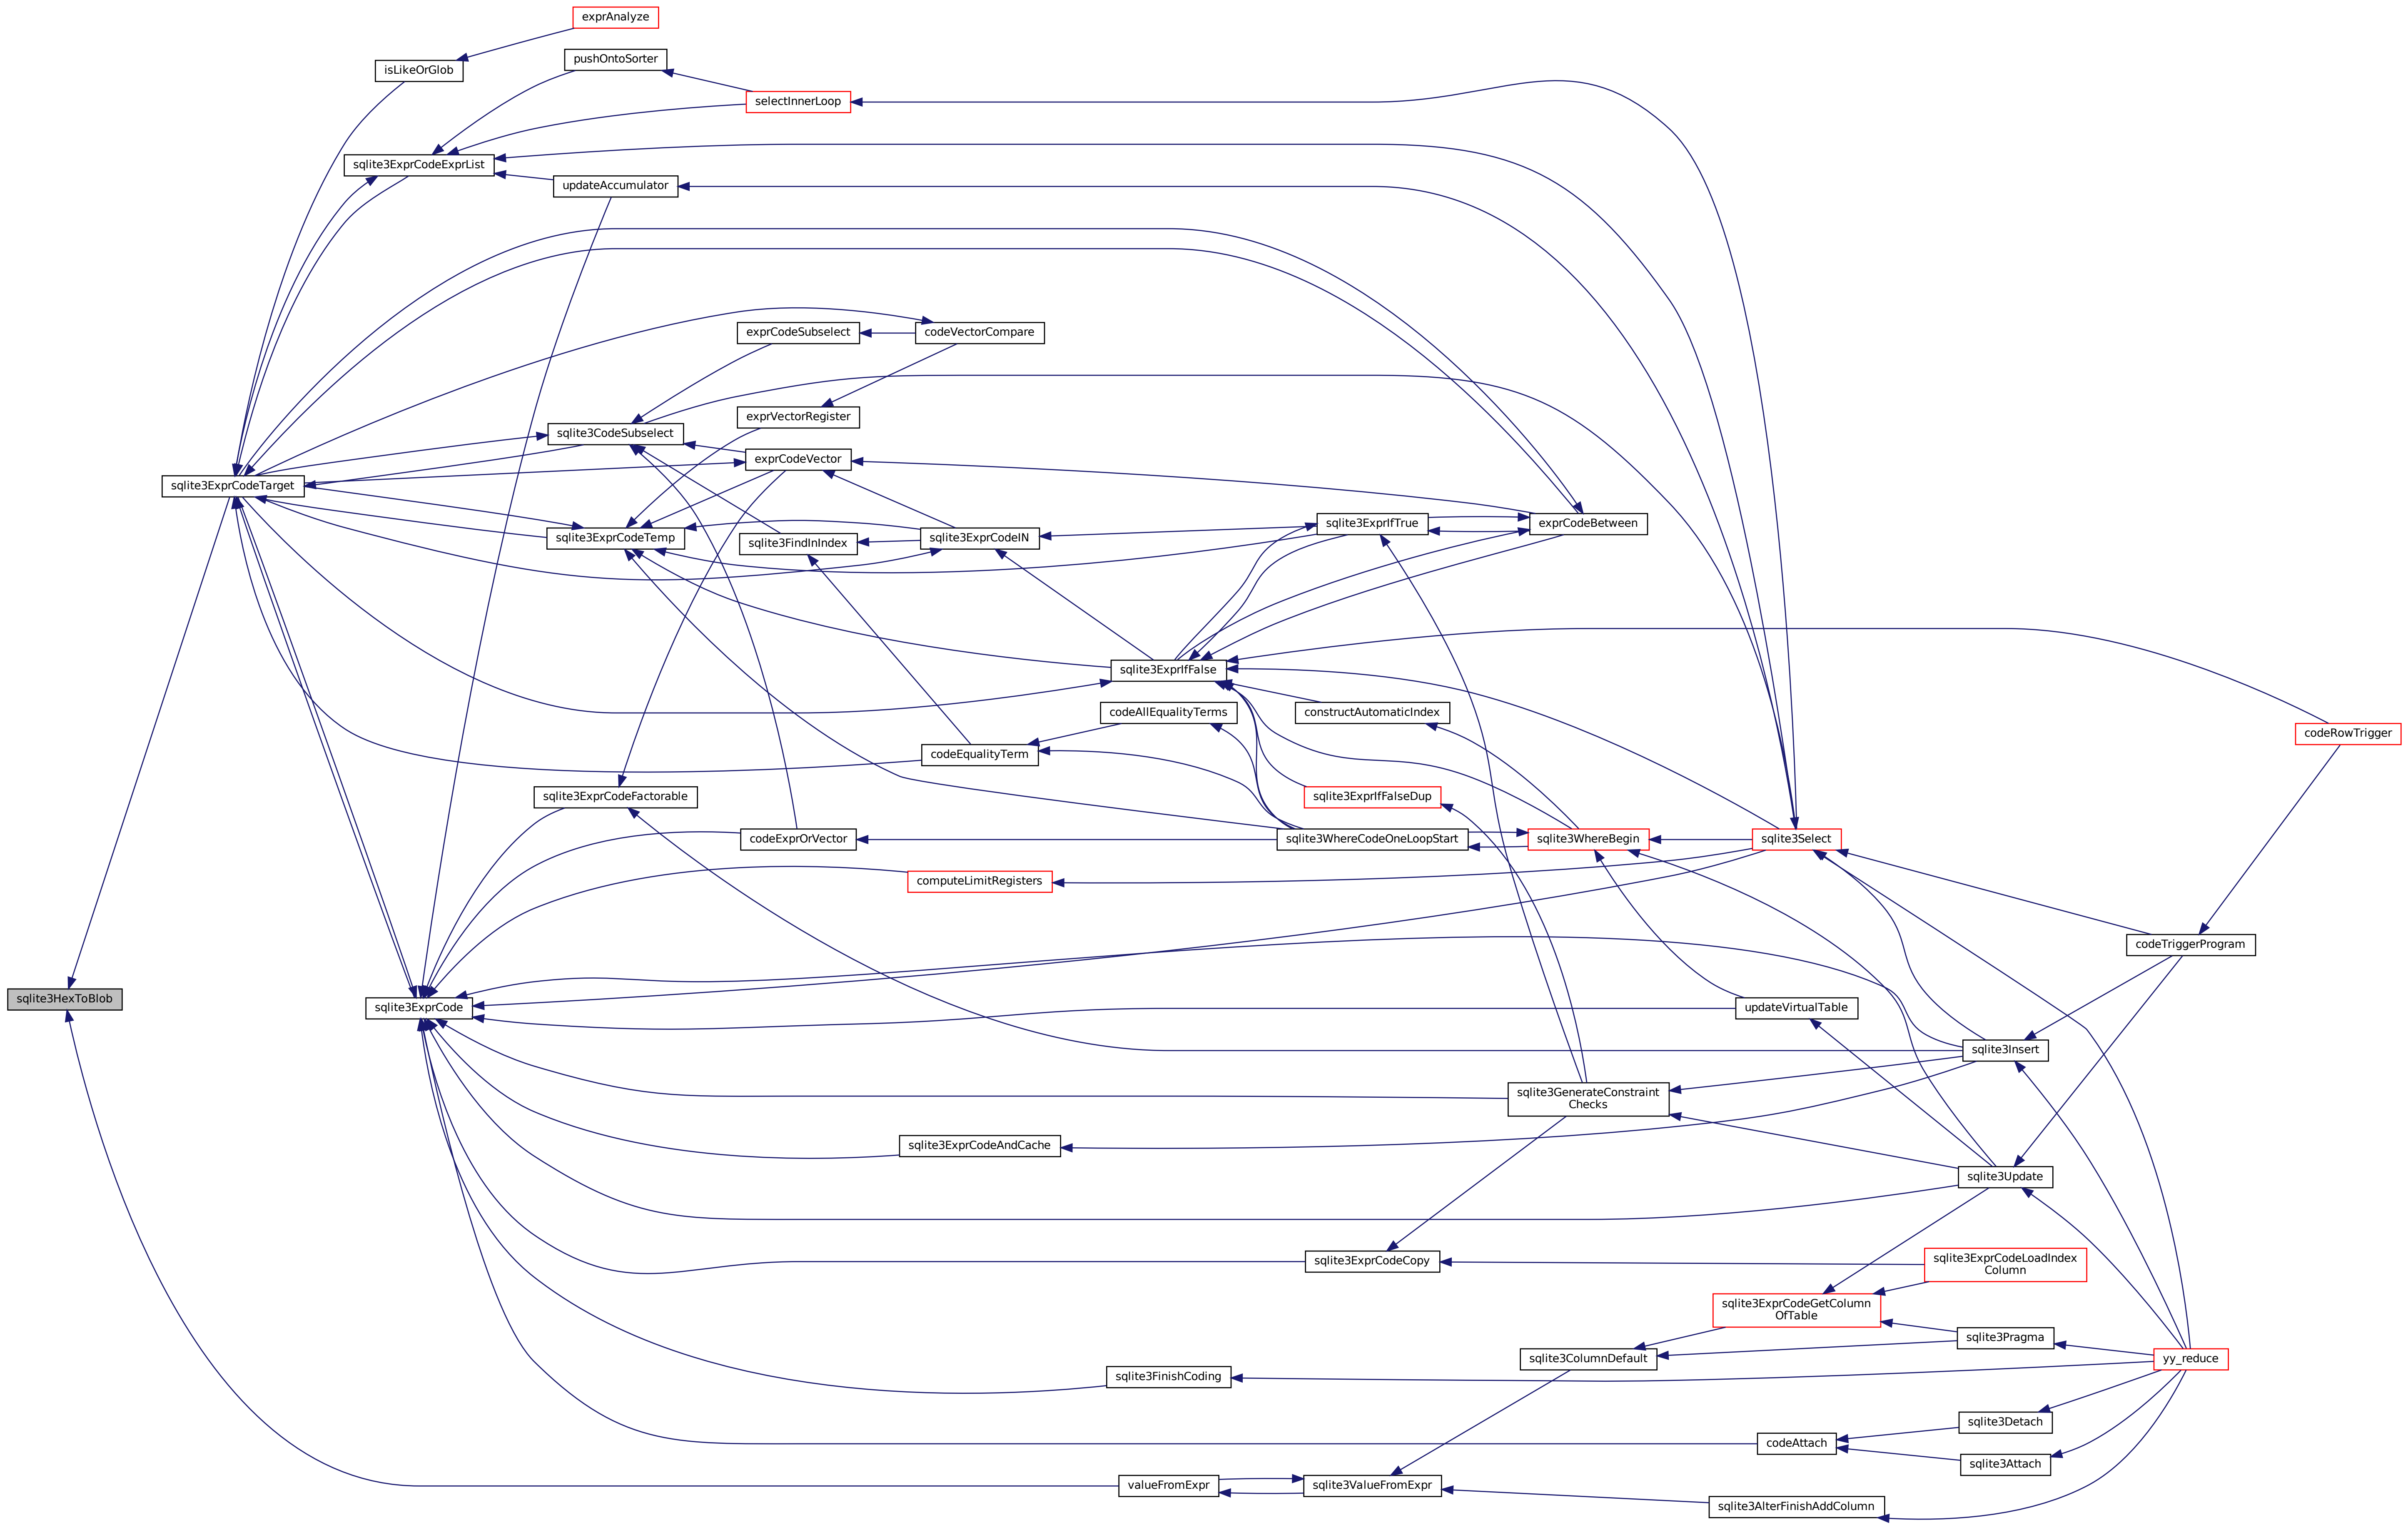 exprAnalyze
pushOntoSorter
isLikeOrGlob
selectInnerLoop
sqlite3ExprCodeExprList
updateAccumulator
exprCodeSubselect
codeVectorCompare
exprVectorRegister
sqlite3CodeSubselect
exprCodeVector
sqlite3ExprCodeTarget
sqlite3ExprIfTrue
exprCodeBetween
sqlite3ExprCodeTemp
sqlite3FindInIndex
sqlite3ExprCodeIN
sqlite3ExprIfFalse
codeAllEqualityTerms
constructAutomaticIndex
codeRowTrigger
codeEqualityTerm
sqlite3ExprCodeFactorable
sqlite3ExprIfFalseDup
codeExprOrVector
sqlite3WhereCodeOneLoopStart
sqlite3WhereBegin
sqlite3Select
computeLimitRegisters
codeTriggerProgram
sqlite3HexToBlob
sqlite3ExprCode
updateVirtualTable
sqlite3Insert
sqlite3GenerateConstraint
Checks
sqlite3ExprCodeAndCache
sqlite3Update
sqlite3ExprCodeCopy
sqlite3ExprCodeLoadIndex
Column
sqlite3ExprCodeGetColumn
OfTable
sqlite3Pragma
sqlite3ColumnDefault
yy_reduce
sqlite3FinishCoding
sqlite3Detach
codeAttach
sqlite3Attach
valueFromExpr
sqlite3ValueFromExpr
sqlite3AlterFinishAddColumn